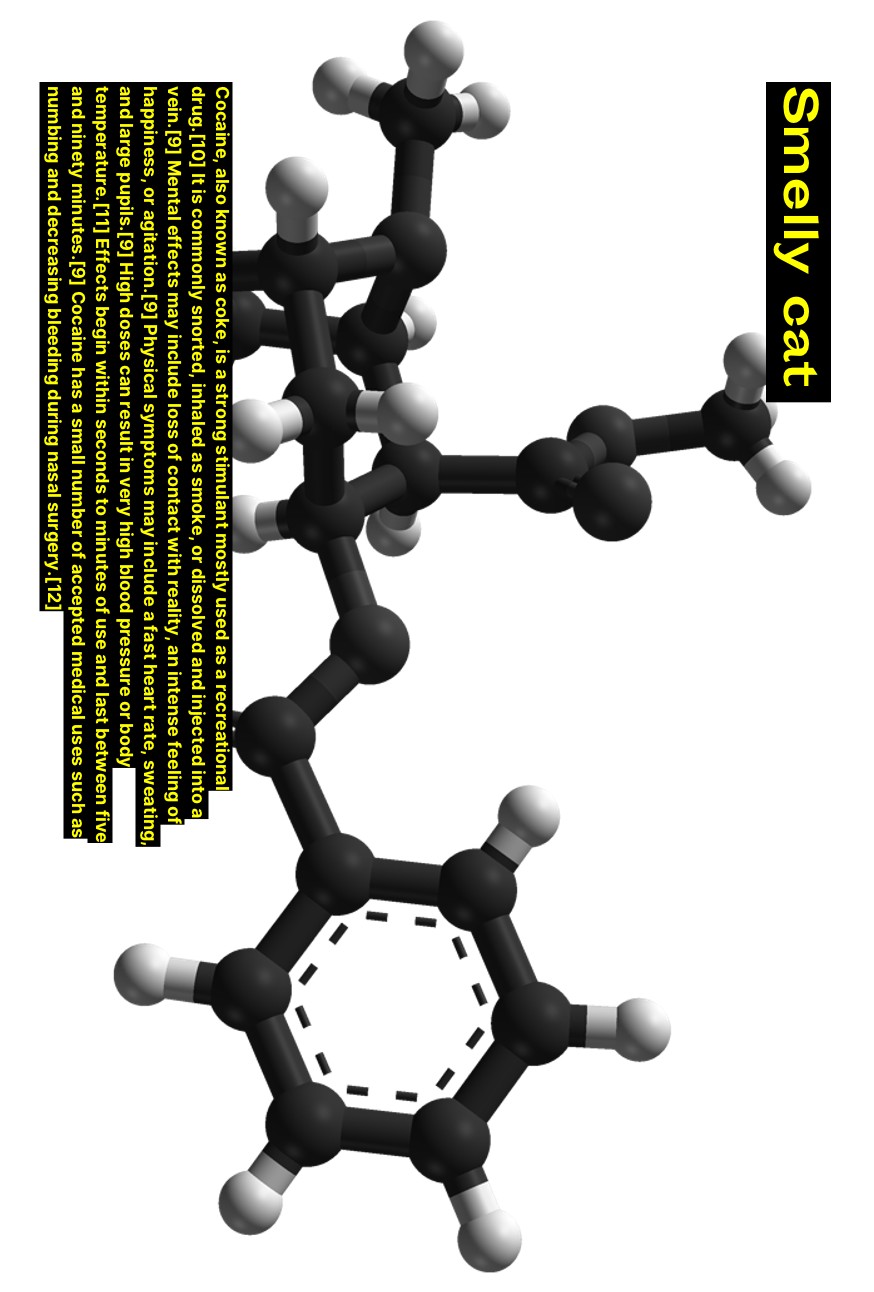 Smelly cat
Cocaine, also known as coke, is a strong stimulant mostly used as a recreational
drug.[10] It is commonly snorted, inhaled as smoke, or dissolved and injected into a
vein.[9] Mental effects may include loss of contact with reality, an intense feeling of
happiness, or agitation.[9] Physical symptoms may include a fast heart rate, sweating,
and large pupils.[9] High doses can result in very high blood pressure or body
temperature.[11] Effects begin within seconds to minutes of use and last between five
and ninety minutes.[9] Cocaine has a small number of accepted medical uses such as
numbing and decreasing bleeding during nasal surgery.[12]